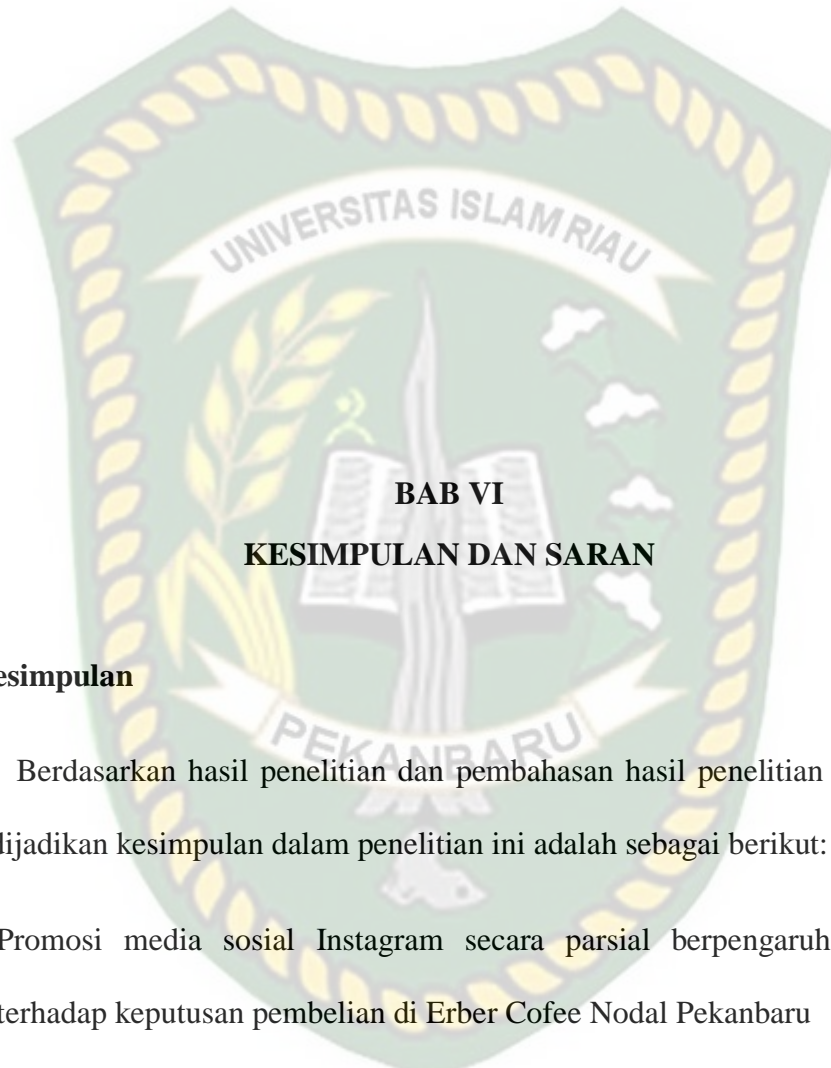 UNIVERSITAS ISLAM RIAU
BAB VI
KESIMPULAN DAN SARAN
esimpulan
PEKANBARU
Berdasarkan hasil penelitian dan pembahasan hasil penelitian
dijadikan kesimpulan dalam penelitian ini adalah sebagai berikut:
Promosi media sosial Instagram secara parsial berpengaruh
terhadap keputusan pembelian di Erber Cofee Nodal Pekanbaru